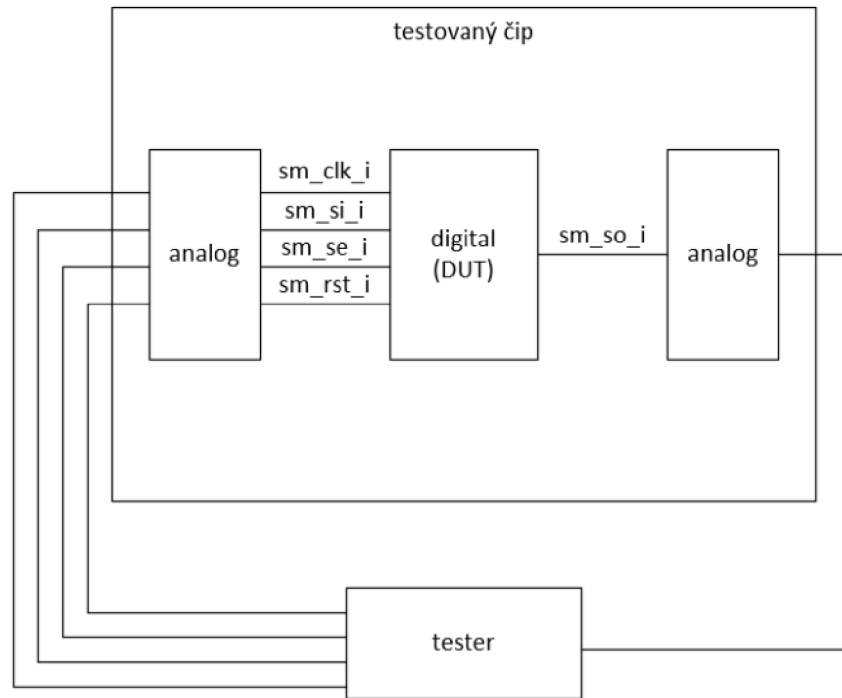 testovaný čip
sm_clk_i
sm_si_i
sm_se_i
sm_rst_i
analog
digital
(DUT)
sm_so_i
analog
tester